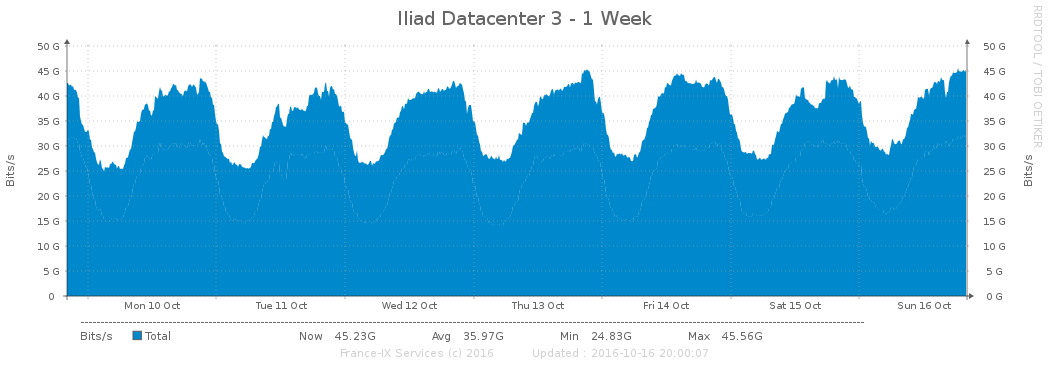 Iliad Datacenter 3 - 1 Week
RRDTOOL / TOBI OETIKER
50 G 50 G
45 G 45 G
40 G 40 G
35 G 35 G
30 G 30 G
25 G 25 G
20 G 20 G
15 G 15 G
10 G 10 G
5 G 5 G
0 0 G
Bits/s
Bits/s
Mon 10 Oct Tue 11 Oct Wed 12 Oct Thu 13 Oct Fri 14 Oct Sat 15 Oct Sun 16 Oct
Bits/s Total Now 45.23G Avg 35.97G Min 24.83G Max 45.56G
France-IX Services (c) 2016 Updated : 2016-10-16 20:00:07